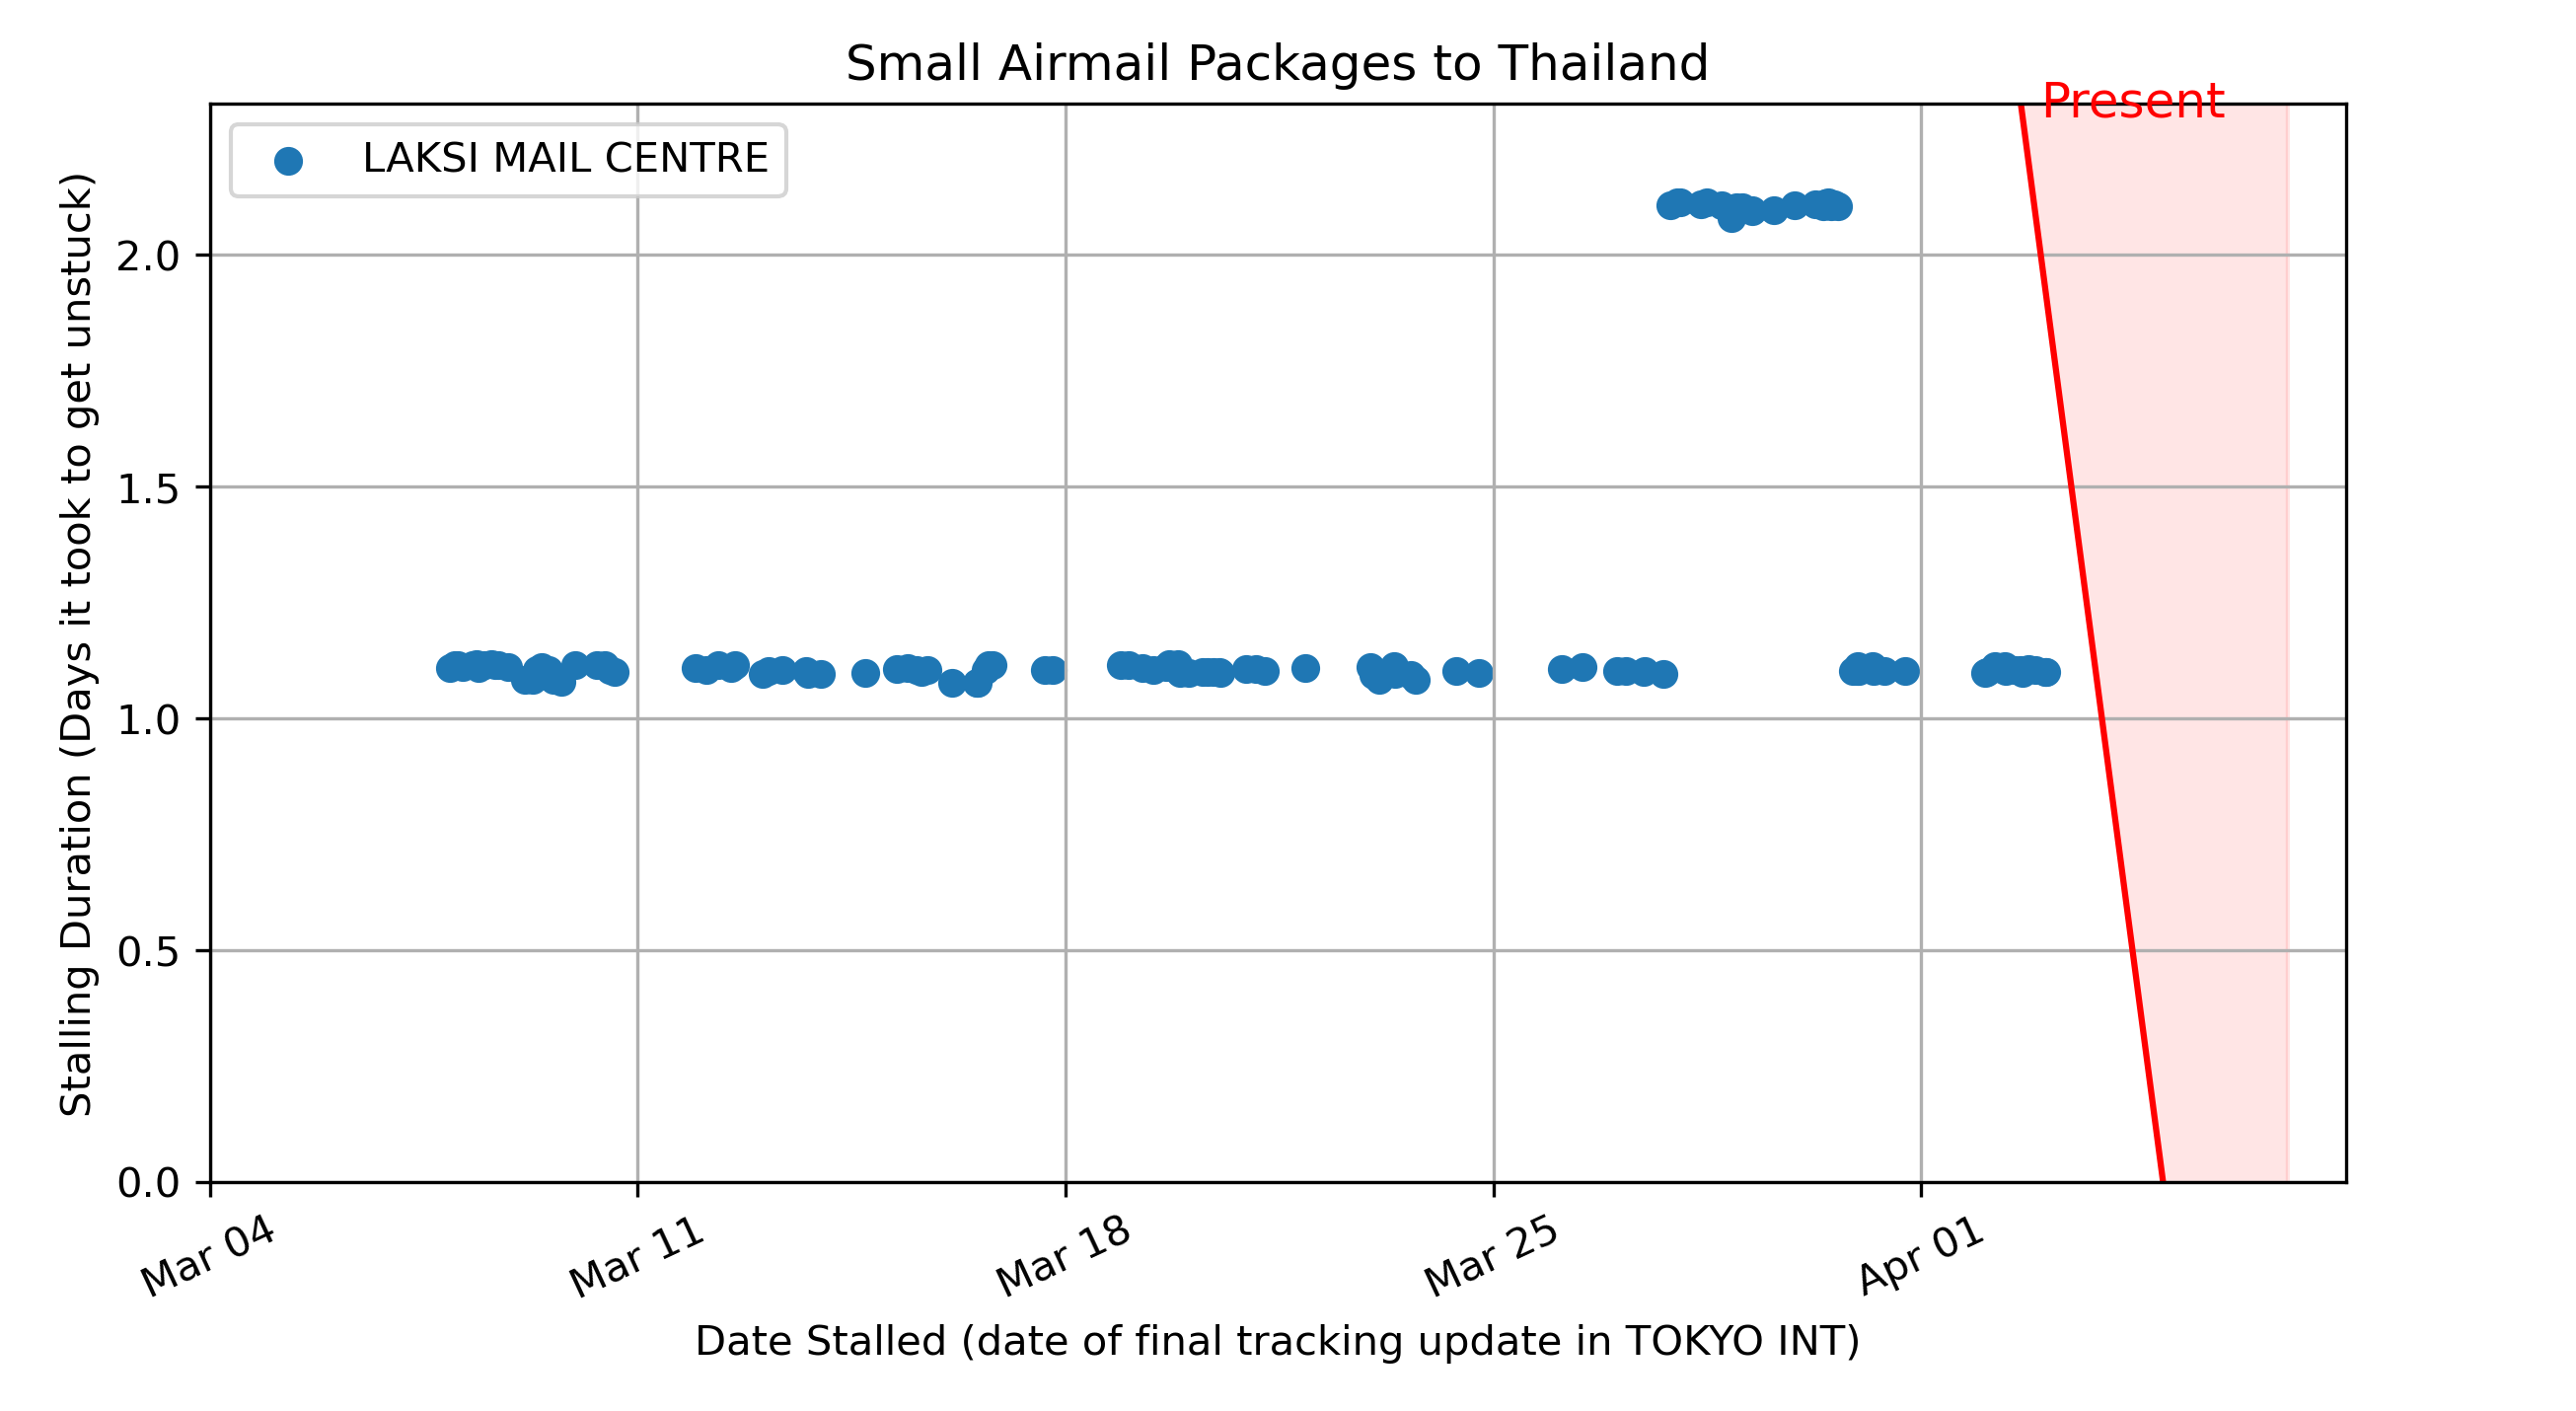 Small Airmail Packages to Thailand
Present
LAKSI MAIL CENTRE
Stalling Duration (Days it took to get unstuck)
2.0
1.5
1.0
0.5
0.0
Mar 04
Mar 11
Mar 18
Mar 25
Apr 01
Date Stalled (date of final tracking update in TOKYO INT)